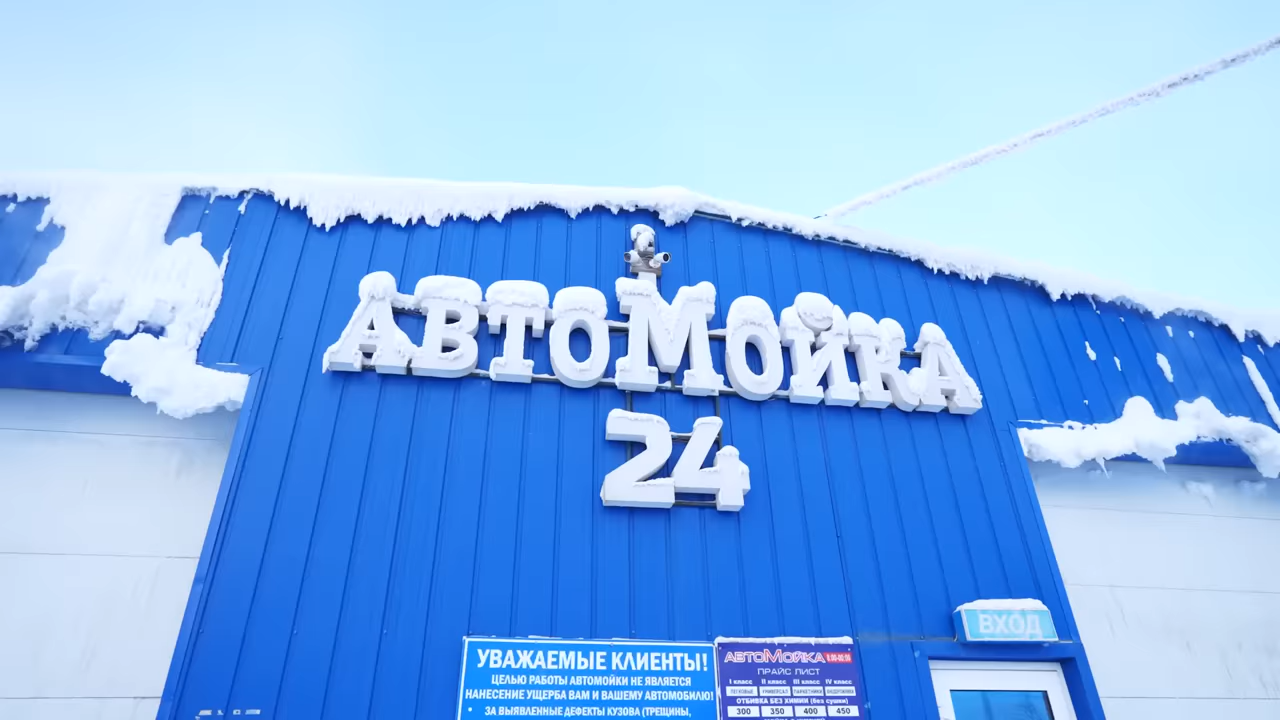 АвтоМойка
24
ВХОД
УВАЖАЕМЫЕ КЛИЕНТЫ!
ЦЕЛЬЮ РАБОТЫ АВТОМОЙКИ НЕ ЯВЛЯЕТСЯ
НАНЕСЕНИЕ УЩЕРБА ВАМ И ВАШЕМУ АВТОМОБИЛЮ!
• ЗА ВЫЯВЛЕННЫЕ ДЕФЕКТЫ КУЗОВА (ТРЕЩИНЫ,
АвтоМойка
ПРАЙС ЛИСТ
I класс II класс III класс IV класс
ЛЕГКОВЫЕ УНИВЕРСАЛ ПАРКЕТНИКИ ВНЕДОРОЖНИК
ОТБИВКА БЕЗ ХИМИИ (без сушки)
300 350 400 450